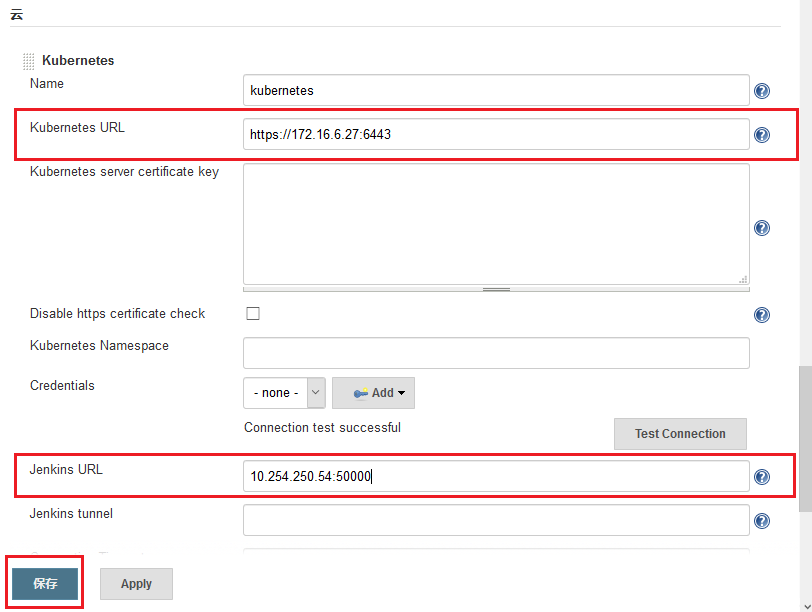 云
Kubernetes
Name
kubernetes
Kubernetes URL
https://172.16.6.27:6443
Kubernetes server certificate key
Disable https certificate check
Kubernetes Namespace
Credentials
- none - Add
Connection test successful
Test Connection
Jenkins URL
10.254.250.54:50000
Jenkins tunnel
保存 Apply